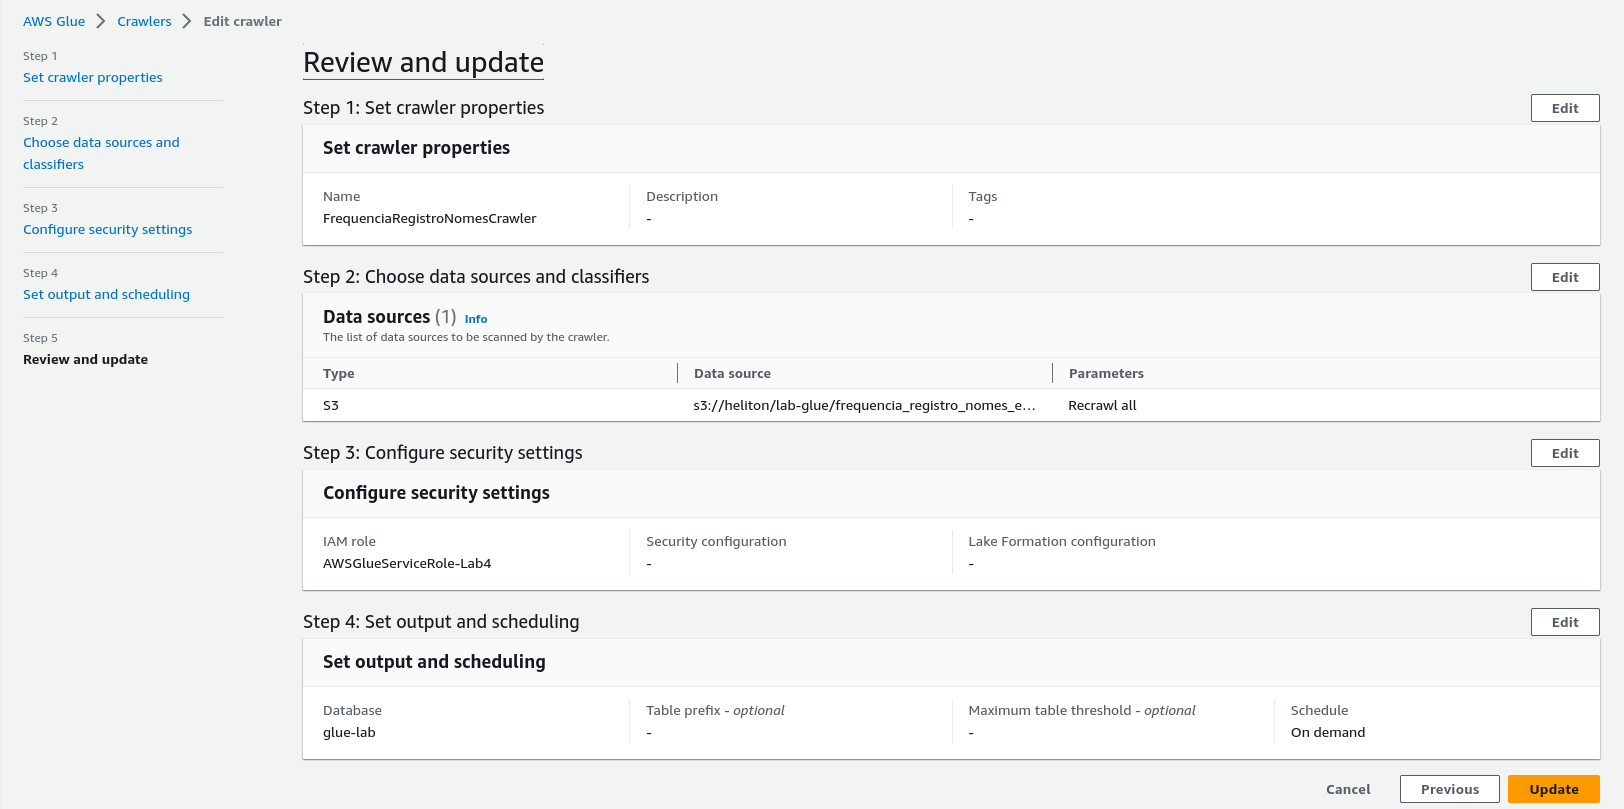 AWS Glue > Crawlers > Edit crawler
Step 1
Set crawler properties
Step 2
Choose data sources and
classifiers
Step 3
Configure security settings
Step 4
Set output and scheduling
Step 5
Review and update
Review and update
Step 1: Set crawler properties
Edit
Set crawler properties
Name
FrequenciaRegistroNomesCrawler
Description
-
Tags
-
Step 2: Choose data sources and classifiers
Edit
Data sources (1) Info
The list of data sources to be scanned by the crawler.
Type
Data source
Parameters
S3
s3://heliton/lab-glue/frequencia_registro_nomes_e...
Recrawl all
Step 3: Configure security settings
Edit
Configure security settings
IAM role
AWSGlueServiceRole-Lab4
Security configuration
-
Lake Formation configuration
-
Step 4: Set output and scheduling
Edit
Set output and scheduling
Database
glue-lab
Table prefix - optional
-
Maximum table threshold - optional
-
Schedule
On demand
Cancel
Previous
Update